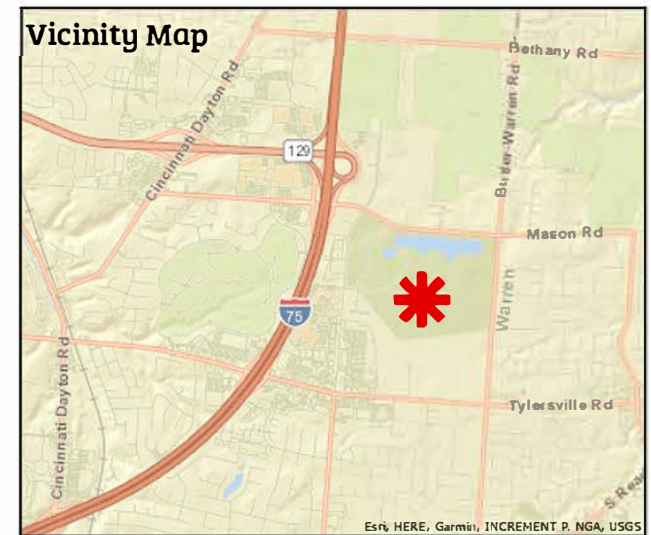 Vicinity Map
Bethany Rd
Cincinnati Dayton Rd
Butler-Warren Rd
129
Mason Rd
Warren
75
Cincinnati Dayton Rd
Tylersville Rd
Esri, HERE, Garmin, INCREMENT P. NGA, USGS